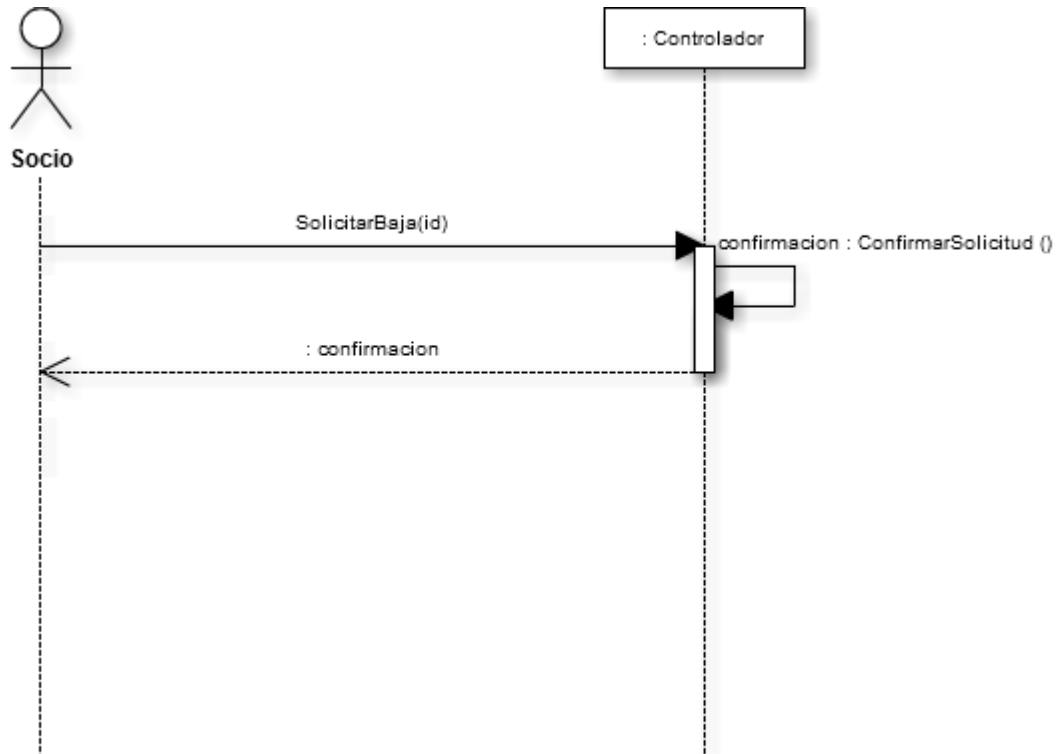 : Controlador
Socio
SolicitarBaja(id)
confirmacion : ConfirmarSolicitud ()
: confirmacion